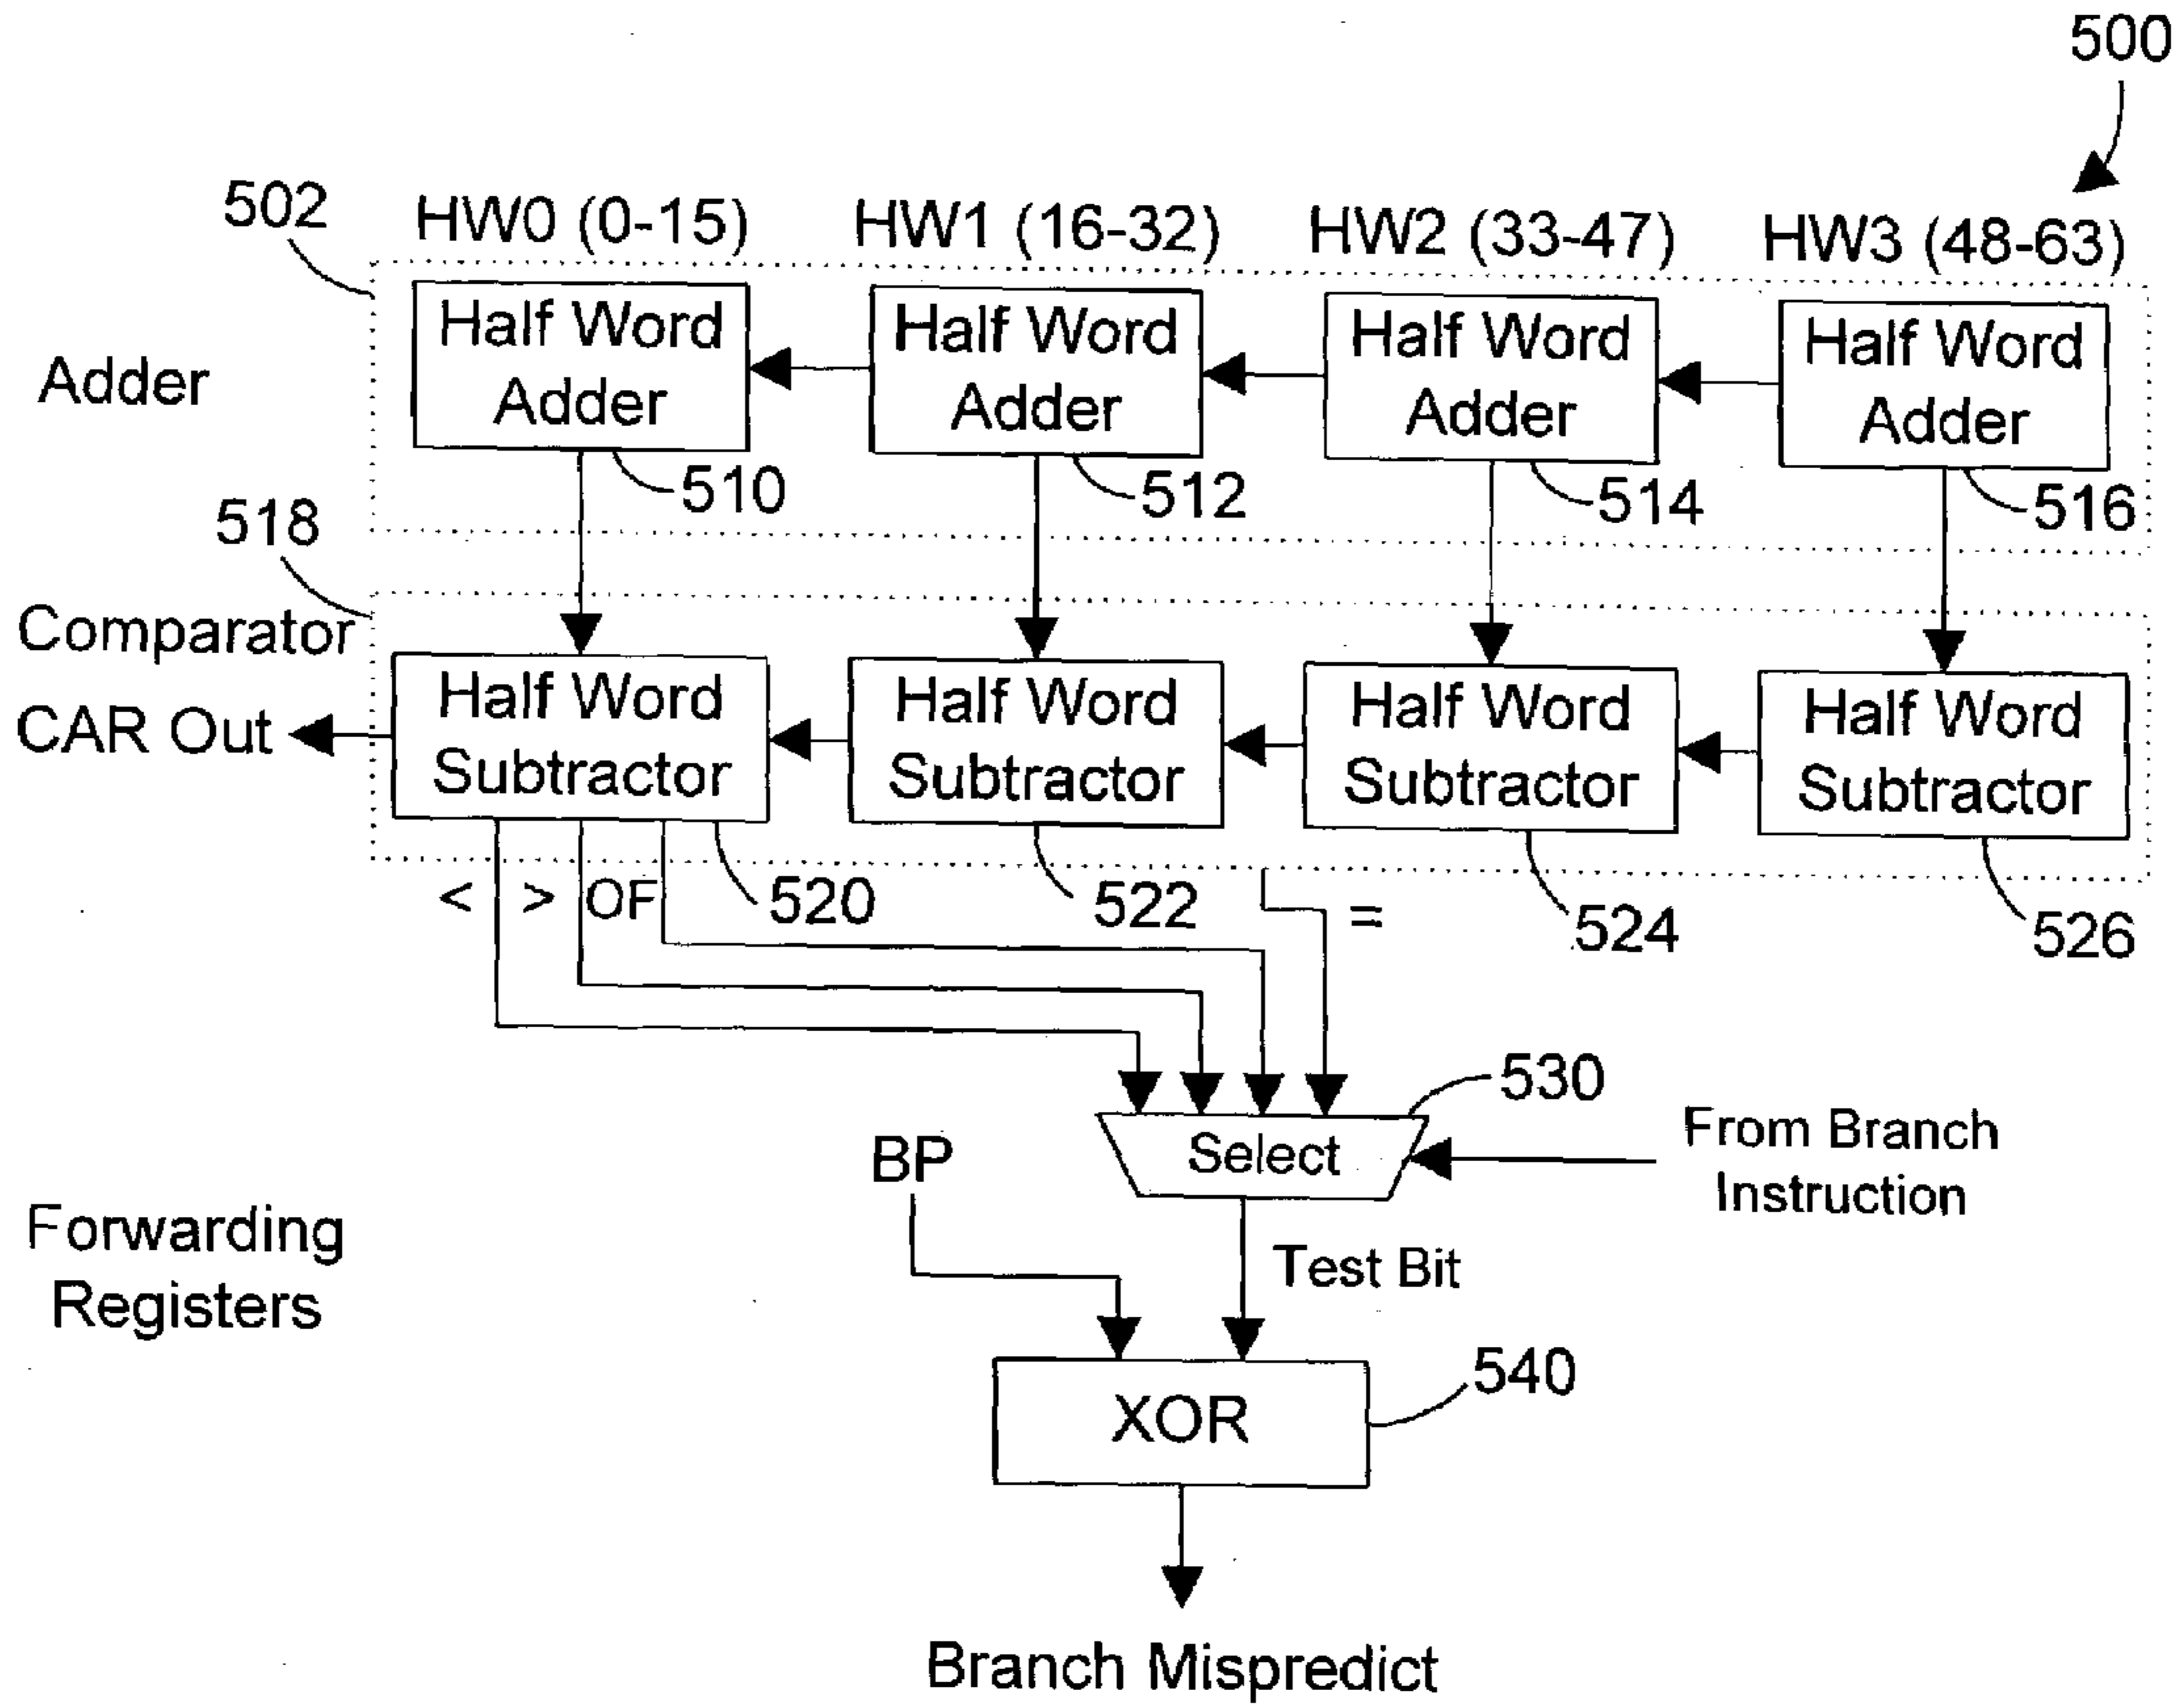 500
502
HW0 (0-15)
HW1 (16-32)
HW2 (33-47)
HW3 (48-63)
Adder
Half Word
Adder
Half Word
Adder
Half Word
Adder
Half Word
Adder
510
512
514
516
518
Comparator
CAR Out
Half Word
Subtractor
Half Word
Subtractor
Half Word
Subtractor
Half Word
Subtractor
< > OF
520
522
=
524
526
530
Select
From Branch
Instruction
BP
Forwarding
Registers
Test Bit
XOR
540
Branch Mispredict